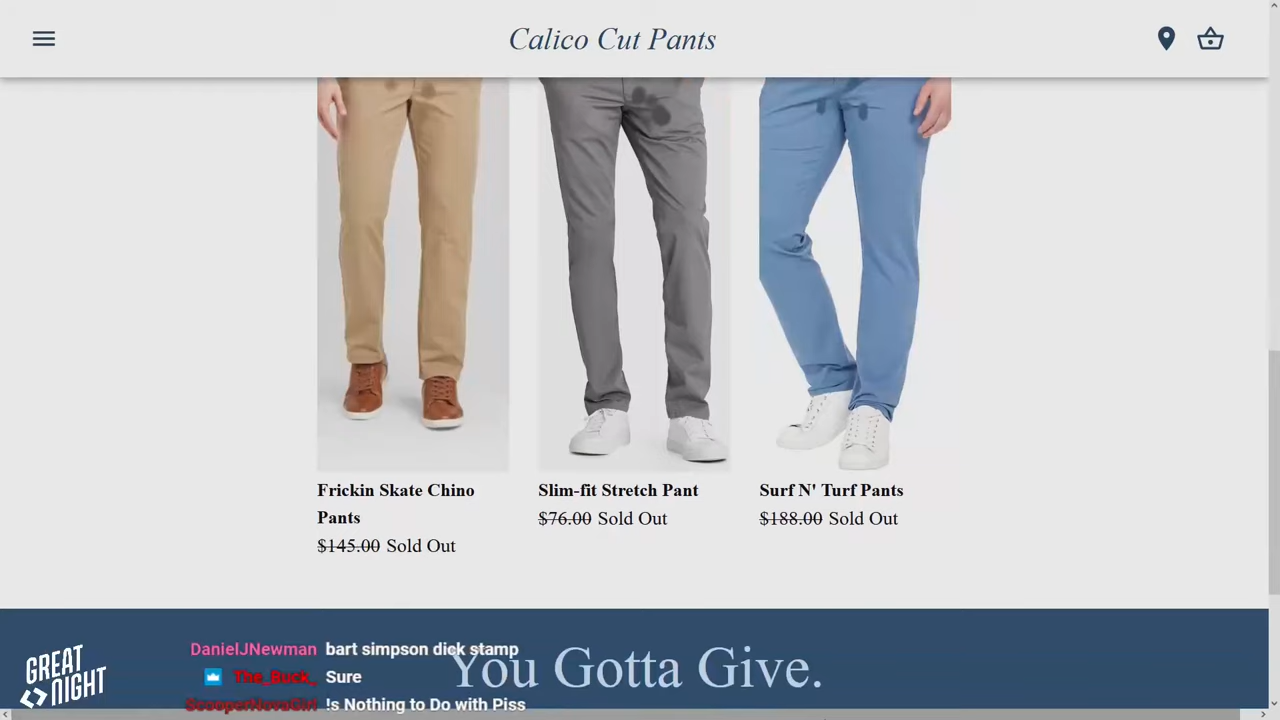 Calico Cut Pants
Frickin Skate Chino
Pants
$145.00 Sold Out
Slim-fit Stretch Pant
$76.00 Sold Out
Surf N' Turf Pants
$188.00 Sold Out
You Gotta Give.
GREAT
NIGHT
DanielJNewman bart simpson dick stamp
The_Buck_ Sure
ScooperNovaGirl !s Nothing to Do with Piss